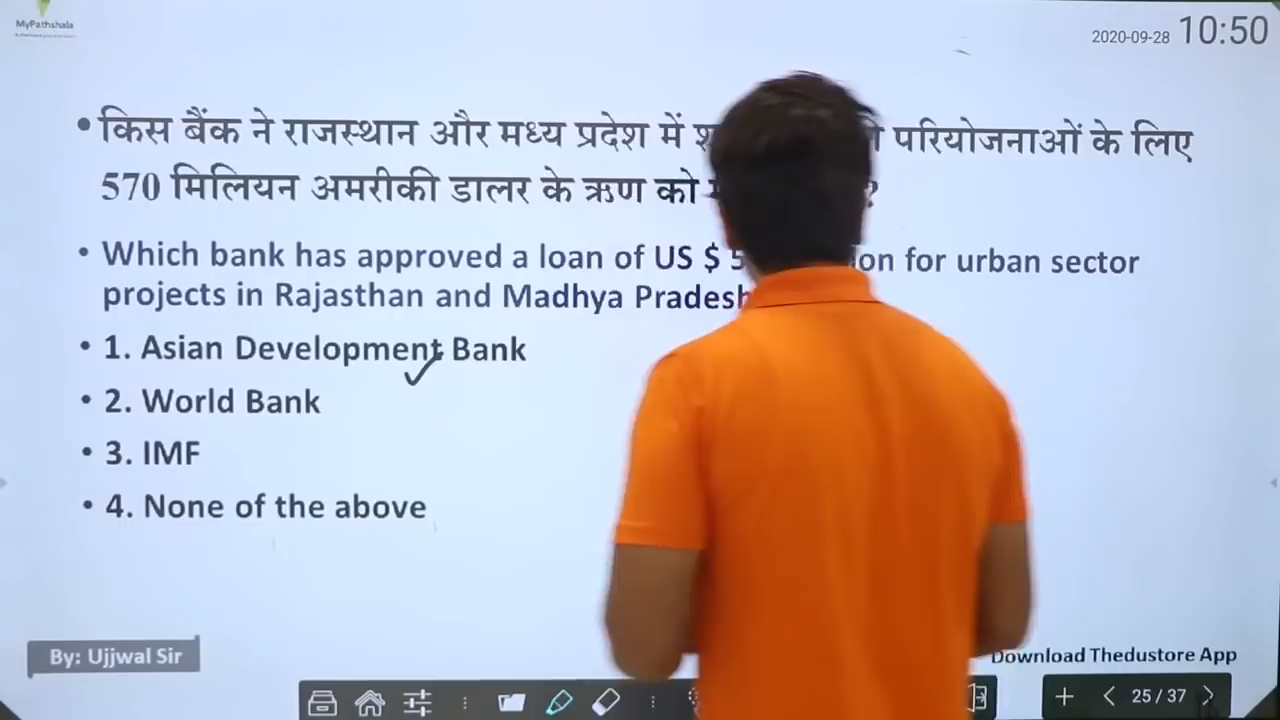 MyPathshala
2020-09-28 10:50
• किस बैंक ने राजस्थान और मध्य प्रदेश में परियोजनाओं के लिए
570 मिलियन अमरीकी डालर के ऋण को ?
• Which bank has approved a loan of US $ 5 on for urban sector
projects in Rajasthan and Madhya Pradesh
• 1. Asian Development Bank
• 2. World Bank
• 3. IMF
• 4. None of the above
By: Ujjwal Sir
Download Thedustore App
25 / 37